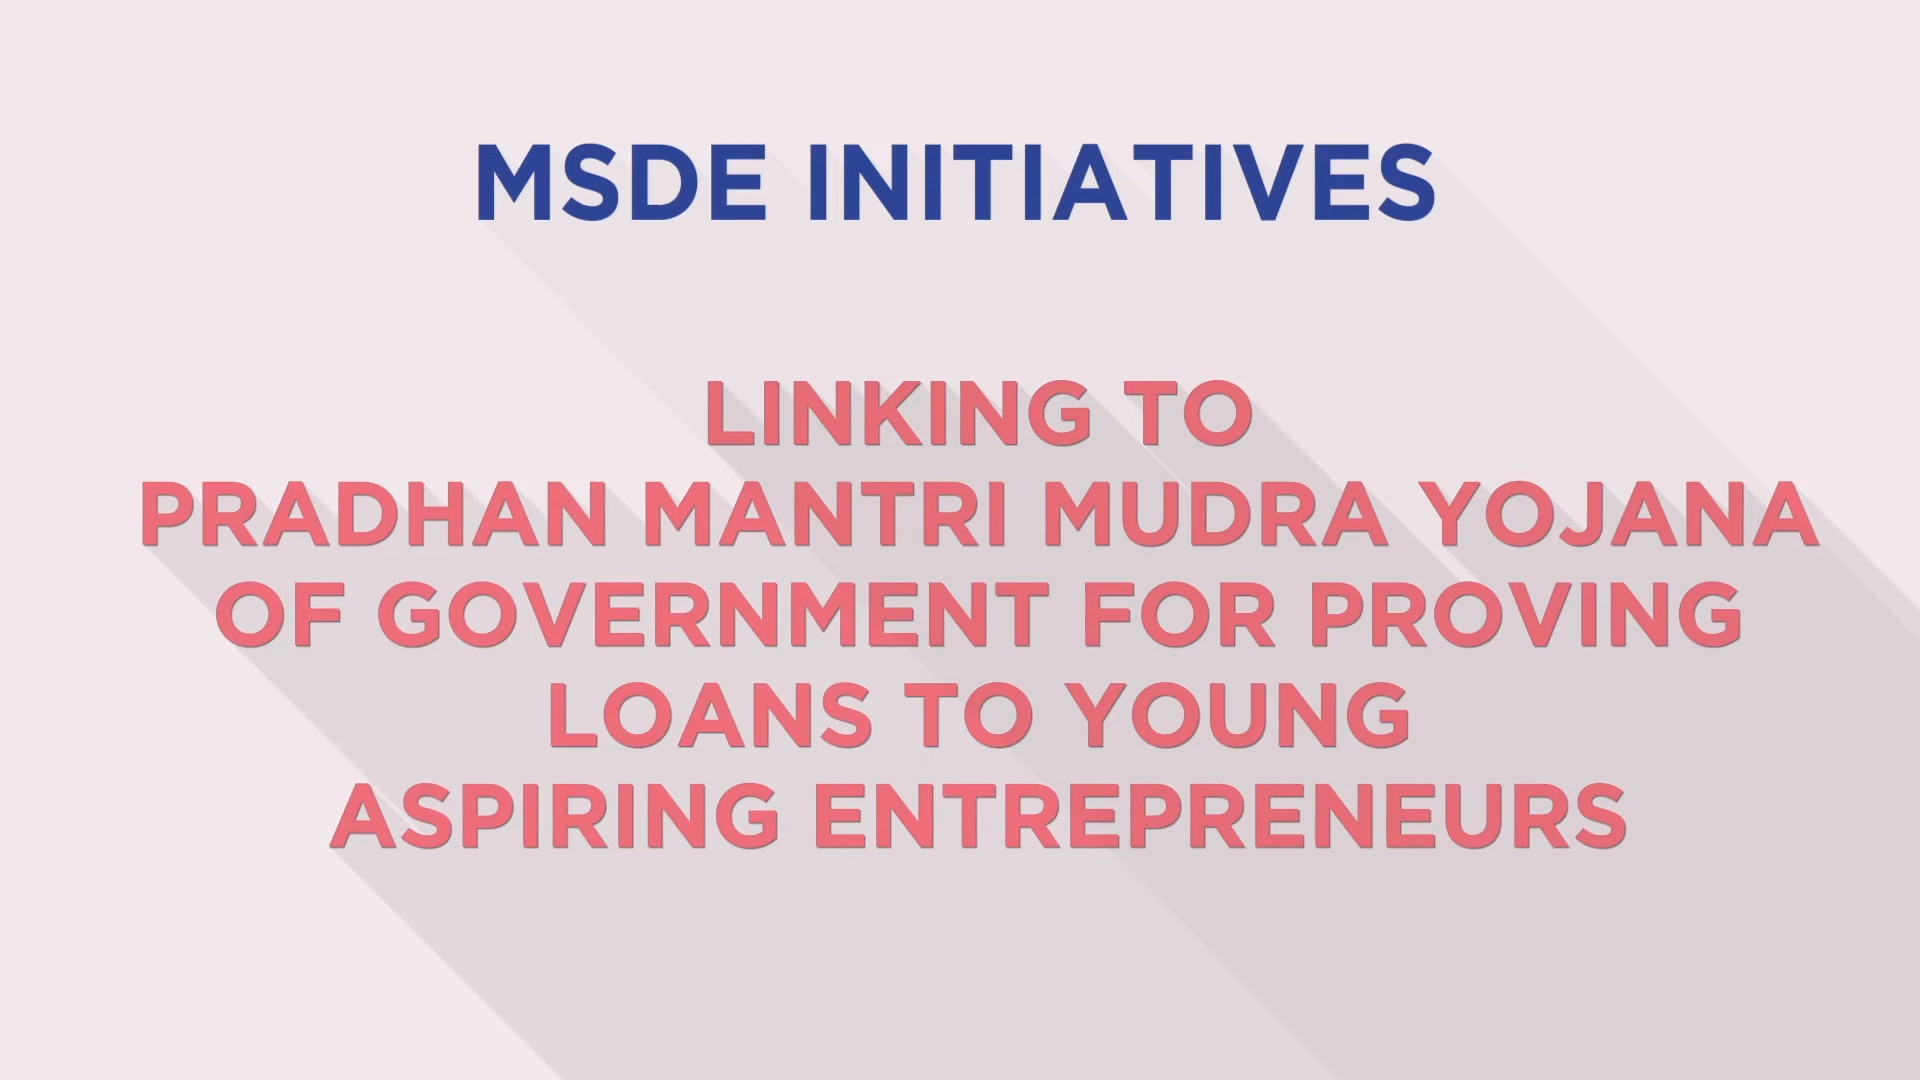 MSDE INITIATIVES
LINKING TO
PRADHAN MANTRI MUDRA YOJANA
OF GOVERNMENT FOR PROVING
LOANS TO YOUNG
ASPIRING ENTREPRENEURS